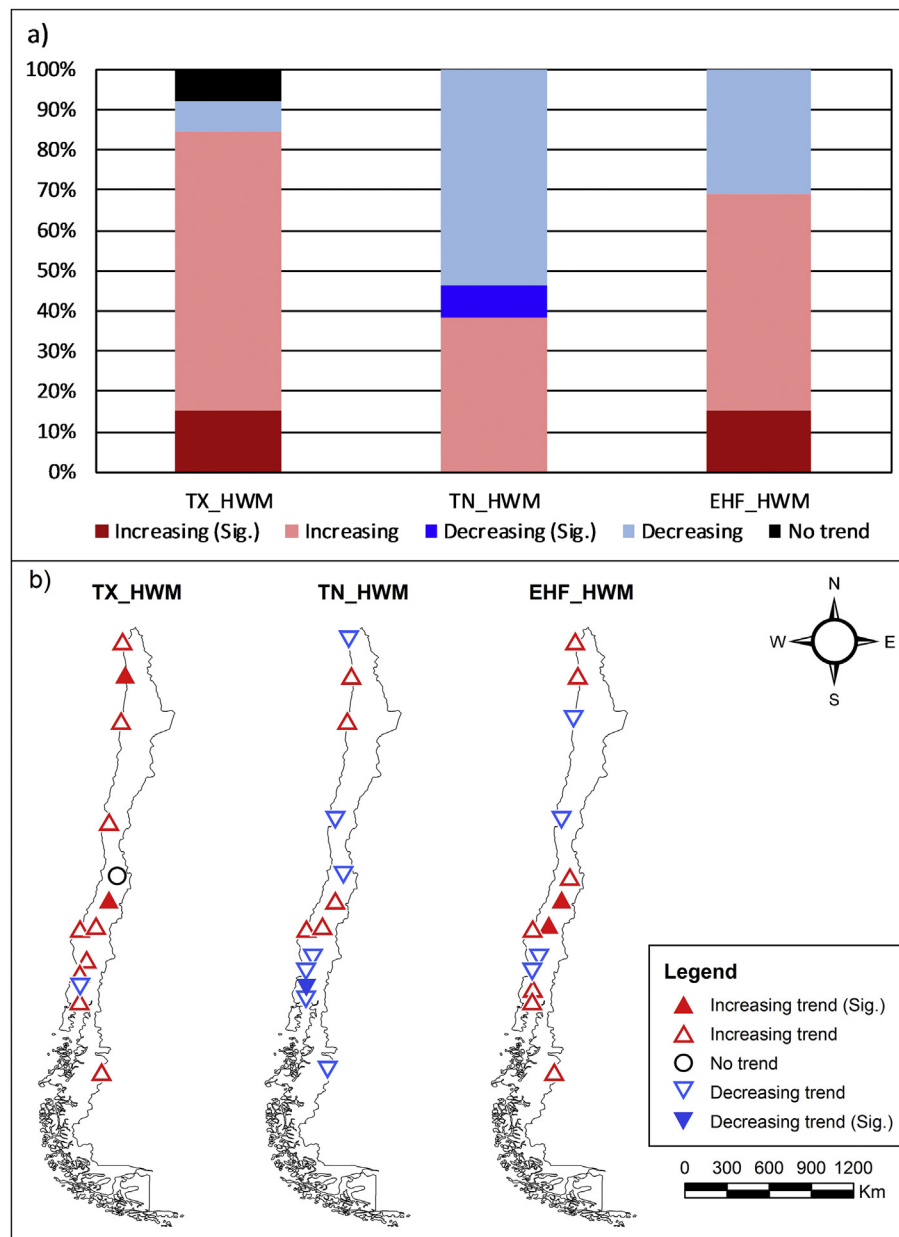 a)
100%
90%
80%
70%
60%
50%
40%
30%
20%
10%
0%
TX_HWM TN_HWM EHF_HWM
Increasing (Sig.) Increasing Decreasing (Sig.) Decreasing No trend
b)
TX_HWM TN_HWM EHF_HWM
N
W E
S
Legend
Increasing trend (Sig.)
Increasing trend
No trend
Decreasing trend
Decreasing trend (Sig.)
0 300 600 900 1200
Km